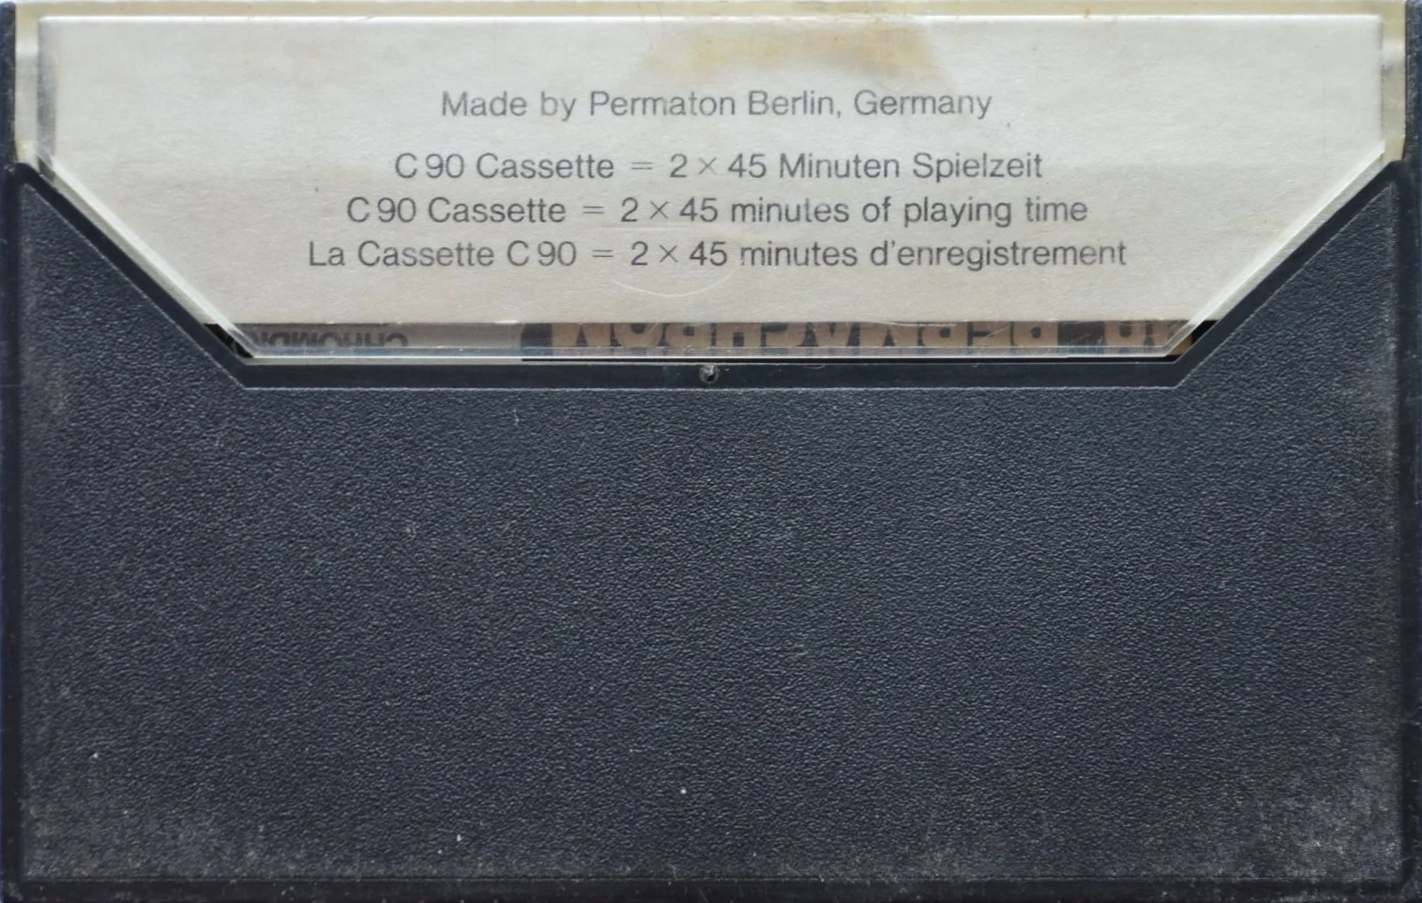 Made by Permaton Berlin, Germany
C 90 Cassette = 2 × 45 Minuten Spielzeit
C 90 Cassette = 2 × 45 minutes of playing time
La Cassette C 90 = 2 × 45 minutes d'enregistrement